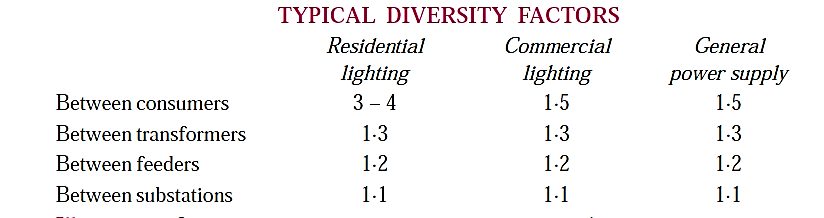 TYPICAL DIVERSITY FACTORS
Residential Commercial General
lighting lighting power supply
Between consumers 3 – 4 1·5 1·5
Between transformers 1·3 1·3 1·3
Between feeders 1·2 1·2 1·2
Between substations 1·1 1·1 1·1